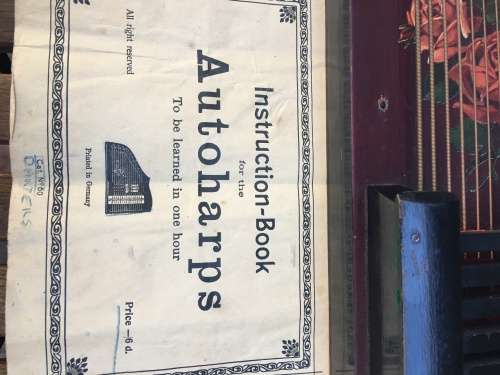 Instruction-Book
for the
Autoharps
To be learned in one hour
All right reserved
Price —6 d.
Printed in Germany